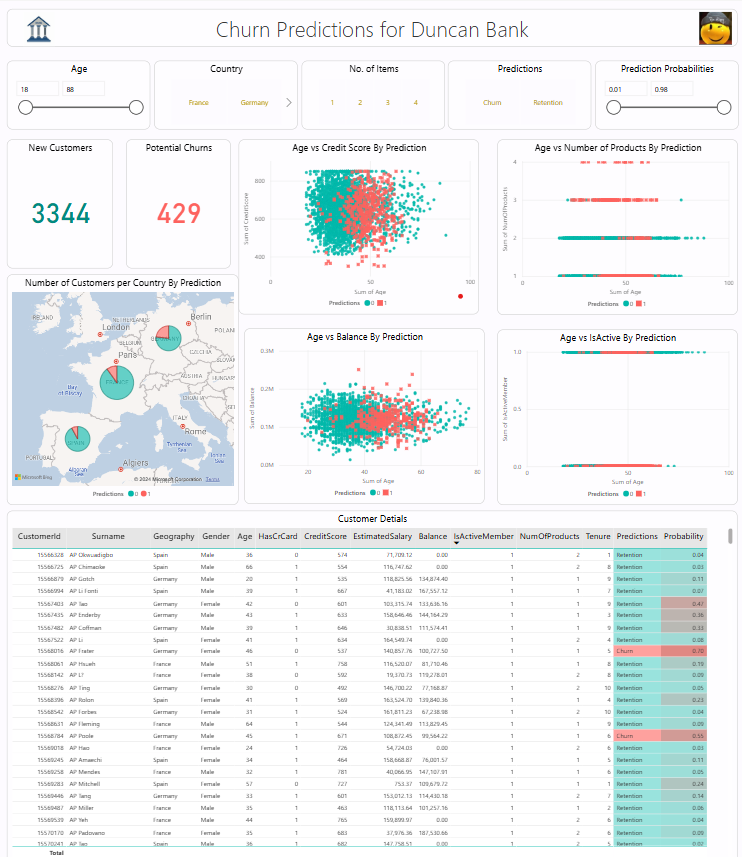 Churn Predictions for Duncan Bank
Age
18 88
Country
France Germany
No. of Items
1 2 3 4
Predictions
Churn Retention
Prediction Probabilities
0.01 0.98
New Customers
3344
Potential Churns
429
Age vs Credit Score By Prediction
Sum of CreditScore
800
600
400
0 50 100
Sum of Age
Predictions 0 1
Age vs Number of Products By Prediction
Sum of NumOfProducts
4
3
2
1
0 50 100
Sum of Age
Predictions 0 1
Number of Customers per Country By Prediction
IRELAND
NETHERLANDS
London
Berlin
POLAN
BELGIUM
GERMANY
CZECHIA
Paris
SLOVAK
AUSTRIA
HUNGAR
FRANCE
Bay
of Biscay
CROATIA
ITALY
Rome
SPAIN
PORTUGAL
Tyrrhenian
Sea
Ionian
Sea
Alboran
Sea
Algiers
Microsoft Bing
© 2024 Microsoft Corporation Terms
Predictions 0 1
Age vs Balance By Prediction
Sum of Balance
0.3M
0.2M
0.1M
0.0M
20 40 60 80
Sum of Age
Predictions 0 1
Age vs IsActive By Prediction
Sum of IsActiveMember
1.0
0.5
0.0
0 50 100
Sum of Age
Predictions 0 1
Customer Detials
CustomerId Surname Geography Gender Age HasCrCard CreditScore EstimatedSalary Balance IsActiveMember NumOfProducts Tenure Predictions Probability
15566328 AP Okwuadigbo Spain Male 36 0 574 71,709.12 0.00 1 2 1 Retention 0.04
15566725 AP Chimaoke Spain Male 66 1 554 116,747.62 0.00 1 2 8 Retention 0.03
15566879 AP Gotch Germany Male 20 1 535 118,825.56 134,874.40 1 1 9 Retention 0.11
15566994 AP Li Fonti Spain Male 39 1 667 41,183.02 167,557.12 1 1 7 Retention 0.07
15567403 AP Tao Germany Female 42 0 601 103,315.74 133,636.16 1 1 2 Retention 0.47
15567435 AP Enderby Germany Male 43 1 633 158,646.46 144,164.29 1 1 3 Retention 0.36
15567482 AP Coffman Germany Male 39 1 646 30,838.51 111,574.41 1 1 9 Retention 0.33
15567522 AP Li Spain Female 41 1 634 164,549.74 0.00 1 2 4 Retention 0.08
15568016 AP Frater Germany Female 46 0 537 140,857.76 100,727.50 1 1 5 Churn 0.70
15568061 AP Hsueh France Male 51 1 758 116,520.07 81,710.46 1 1 8 Retention 0.19
15568142 AP L? France Female 38 0 592 19,370.73 119,278.01 1 2 8 Retention 0.09
15568276 AP Ting Germany Female 30 0 492 146,700.22 77,168.87 1 2 10 Retention 0.05
15568396 AP Rolon Spain Female 41 1 569 163,524.70 139,840.36 1 1 4 Retention 0.23
15568542 AP Forbes Germany Female 31 1 524 161,811.23 67,238.98 1 2 10 Retention 0.04
15568631 AP Fleming France Male 64 1 544 124,341.49 113,829.45 1 1 9 Retention 0.09
15568784 AP Poole Germany Male 45 1 671 108,872.45 99,564.22 1 1 6 Churn 0.55
15569018 AP Hao France Female 24 1 726 54,724.03 0.00 1 1 6 Retention 0.03
15569245 AP Amaechi Spain Female 34 1 464 158,668.87 76,001.57 1 1 5 Retention 0.11
15569258 AP Mendes France Male 32 1 781 40,066.95 147,107.91 1 1 6 Retention 0.05
15569283 AP Mitchell Spain Female 57 0 727 753.37 109,679.72 1 1 5 Retention 0.24
15569446 AP Tang Germany Female 33 1 601 153,012.13 114,430.18 1 2 7 Retention 0.14
15569487 AP Miller France Male 35 1 463 118,113.64 101,257.16 1 1 2 Retention 0.06
15569539 AP Yeh France Male 44 1 765 159,899.97 0.00 1 2 6 Retention 0.04
15570170 AP Padovano France Male 35 1 683 37,976.36 187,530.66 1 1 6 Retention 0.09
15570241 AP Tao Spain Male 36 1 682 147,758.51 0.00 1 2 5 Retention 0.02
Total